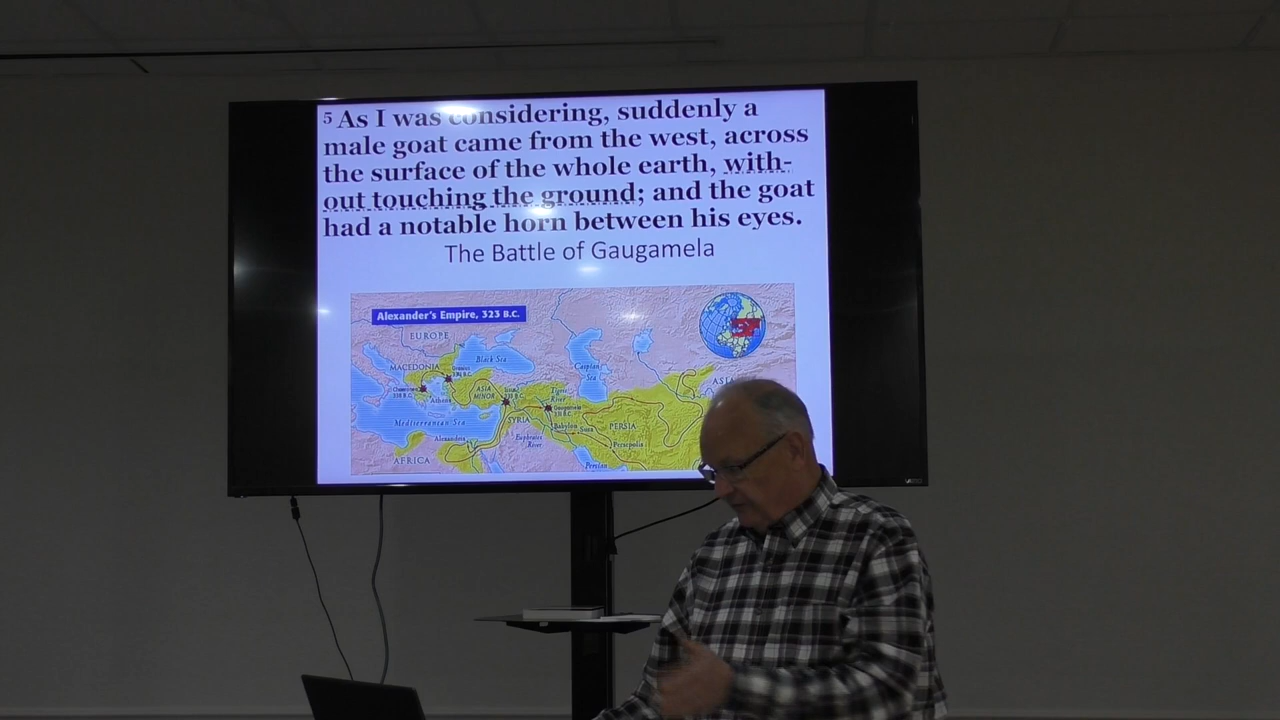 5 As I was considering, suddenly a
male goat came from the west, across
the surface of the whole earth, with-
out touching the ground; and the goat
had a notable horn between his eyes.
The Battle of Gaugamela
Alexander's Empire, 323 B.C.
EUROPE
Black Sea
MACEDONIA
Caspian
Sea
ASIA
ASIA
MINOR
Athens
Tigris
River
Gaugamela
Mediterranean Sea
SYRIA
Babylon
Susa
PERSIA
Alexandria
Euphrates
River
Persepolis
AFRICA
Persian